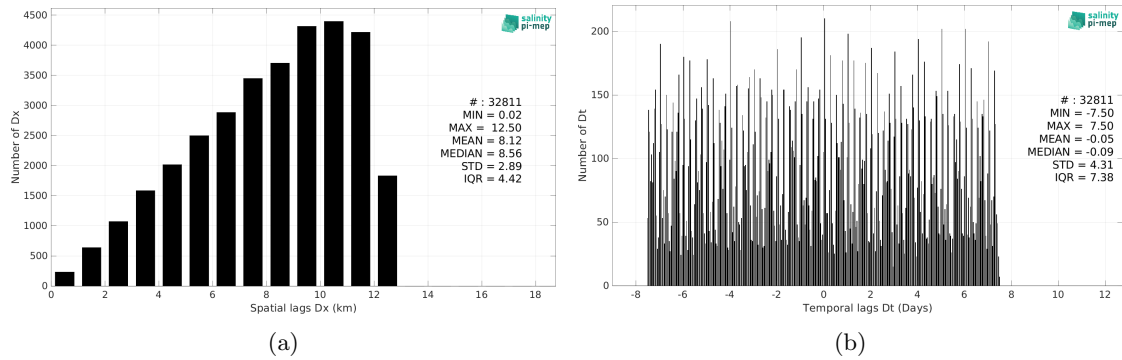 4500
4000
3500
3000
2500
2000
1500
1000
500
0
Number of Dx
0 2 4 6 8 10 12 14 16 18
Spatial lags Dx (km)
salinity
pi-mep
# : 32811
MIN = 0.02
MAX = 12.50
MEAN = 8.12
MEDIAN = 8.56
STD = 2.89
IQR = 4.42
(a)
200
150
100
50
0
Number of Dt
-8 -6 -4 -2 0 2 4 6 8 10 12
Temporal lags Dt (Days)
salinity
pi-mep
# : 32811
MIN = -7.50
MAX = 7.50
MEAN = -0.05
MEDIAN = -0.09
STD = 4.31
IQR = 7.38
(b)